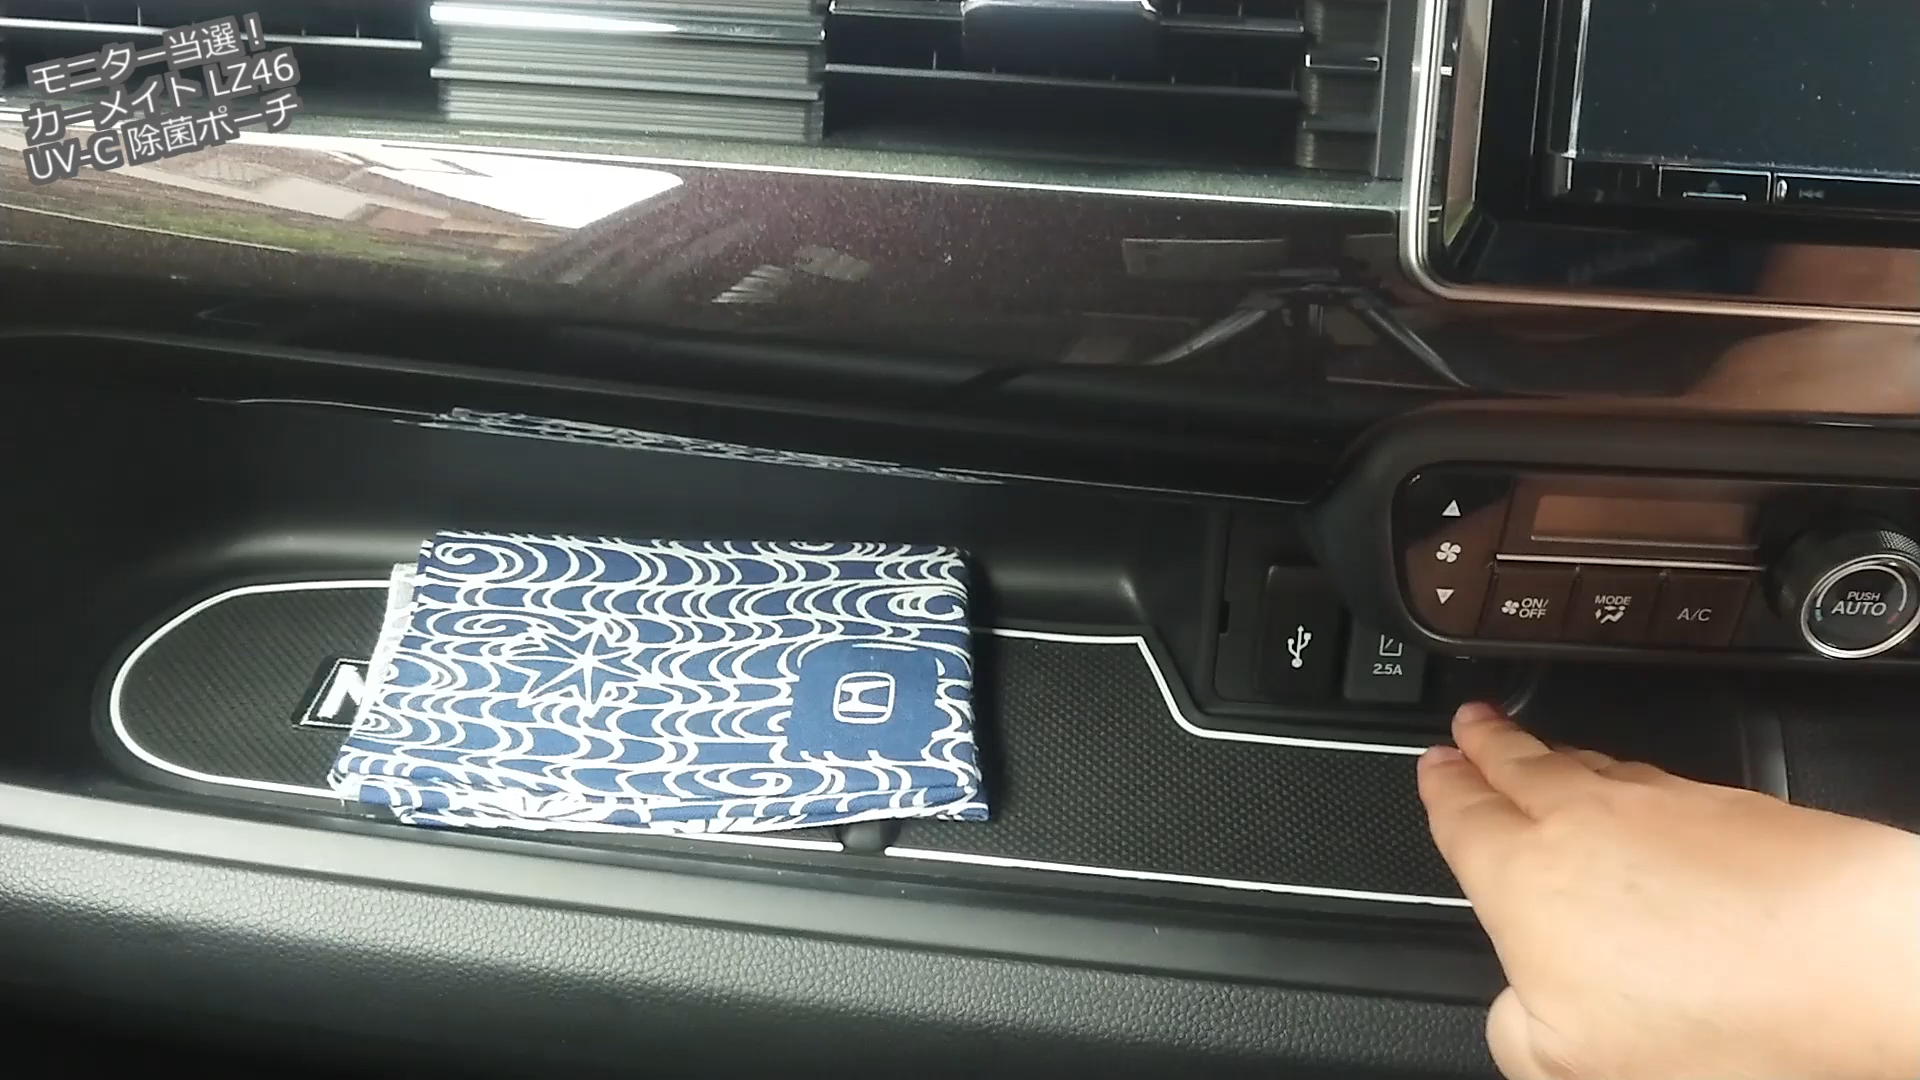 モニター当選！
カーメイト LZ46
UV-C 除菌ポーチ
ON/
OFF
MODE
A/C
PUSH
AUTO
2.5A
N